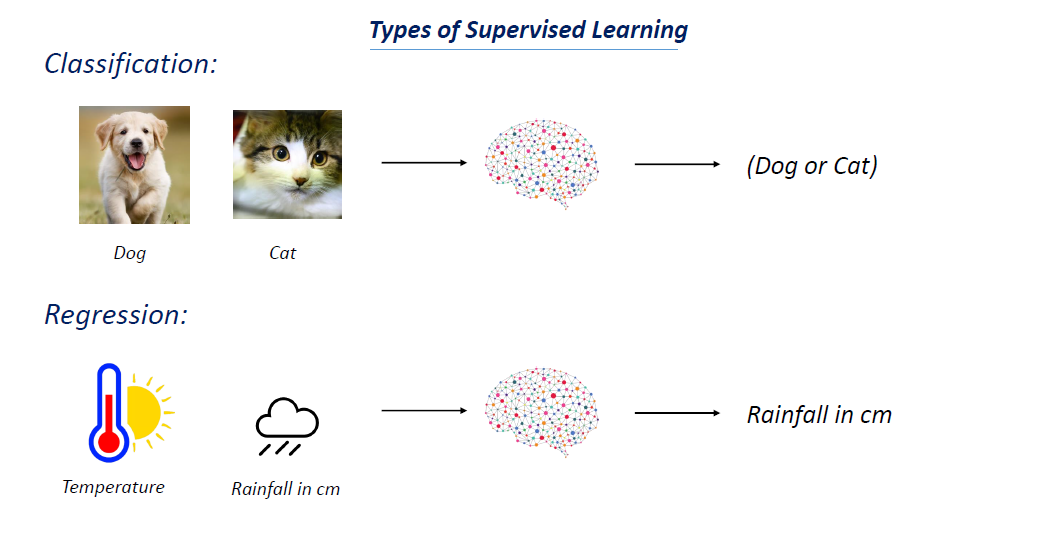 Types of Supervised Learning
Classification:
(Dog or Cat)
Dog
Cat
Regression:
Rainfall in cm
Temperature
Rainfall in cm